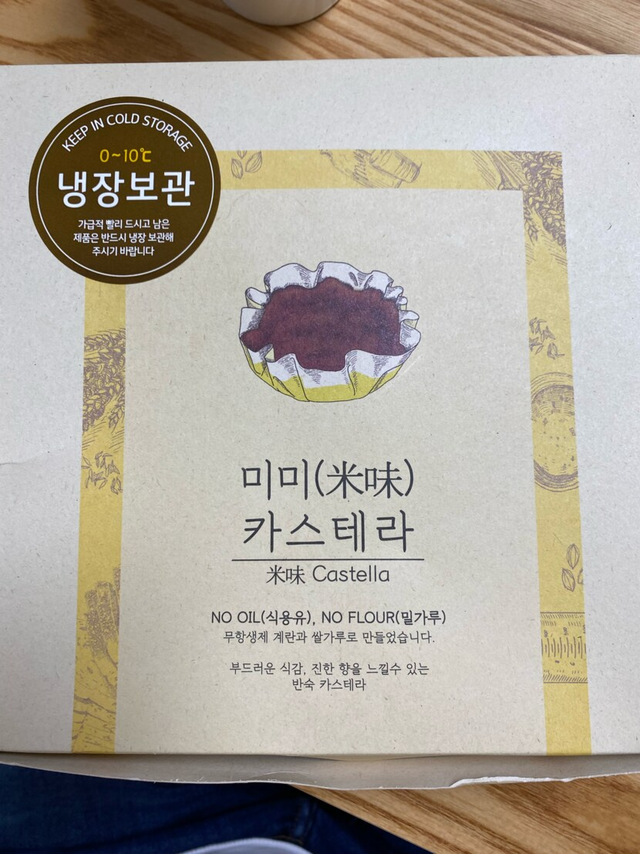 KEEP IN COLD STORAGE
0~10℃
냉장보관
가급적 빨리 드시고 남은
제품은 반드시 냉장 보관해
주시기 바랍니다
미미(米味)
카스테라
米味 Castella
NO OIL(식용유), NO FLOUR(밀가루)
무항생제 계란과 쌀가루로 만들었습니다.
부드러운 식감, 진한 향을 느낄수 있는
반숙 카스테라